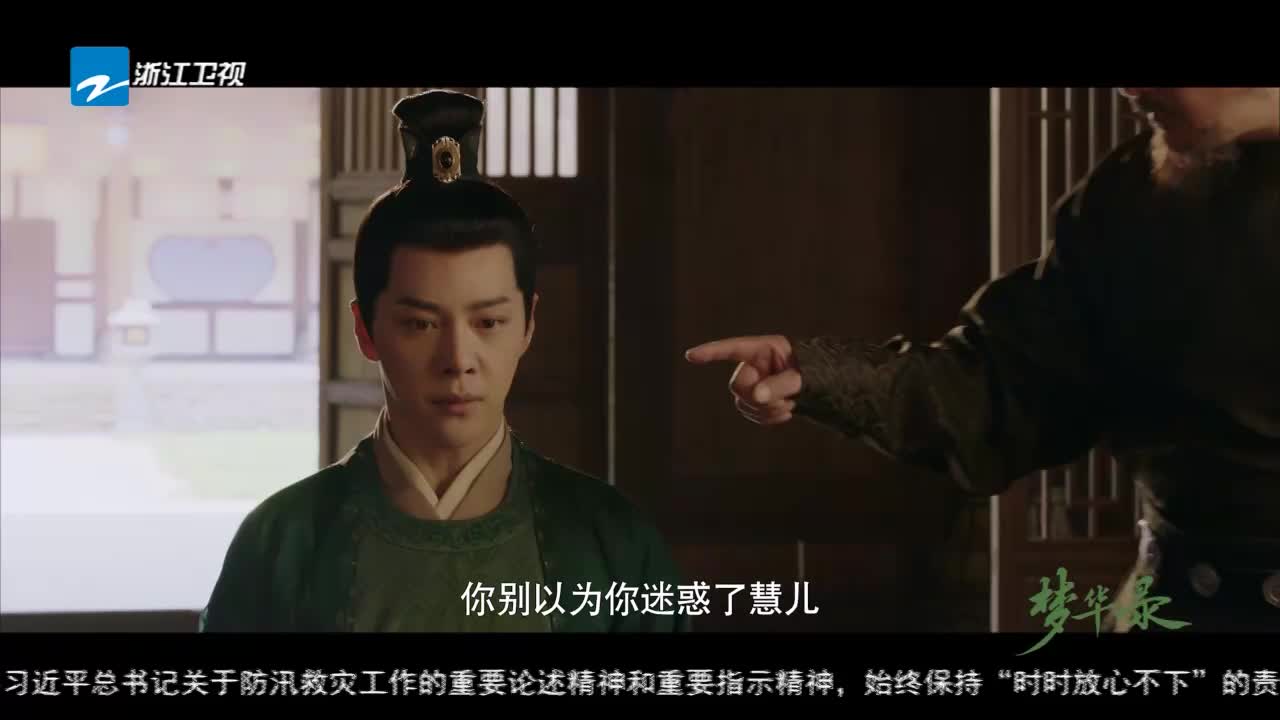 浙江卫视
你别以为你迷惑了慧儿
梦华录
习近平总书记关于防汛救灾工作的重要论述精神和重要指示精神，始终保持“时时放心不下”的责